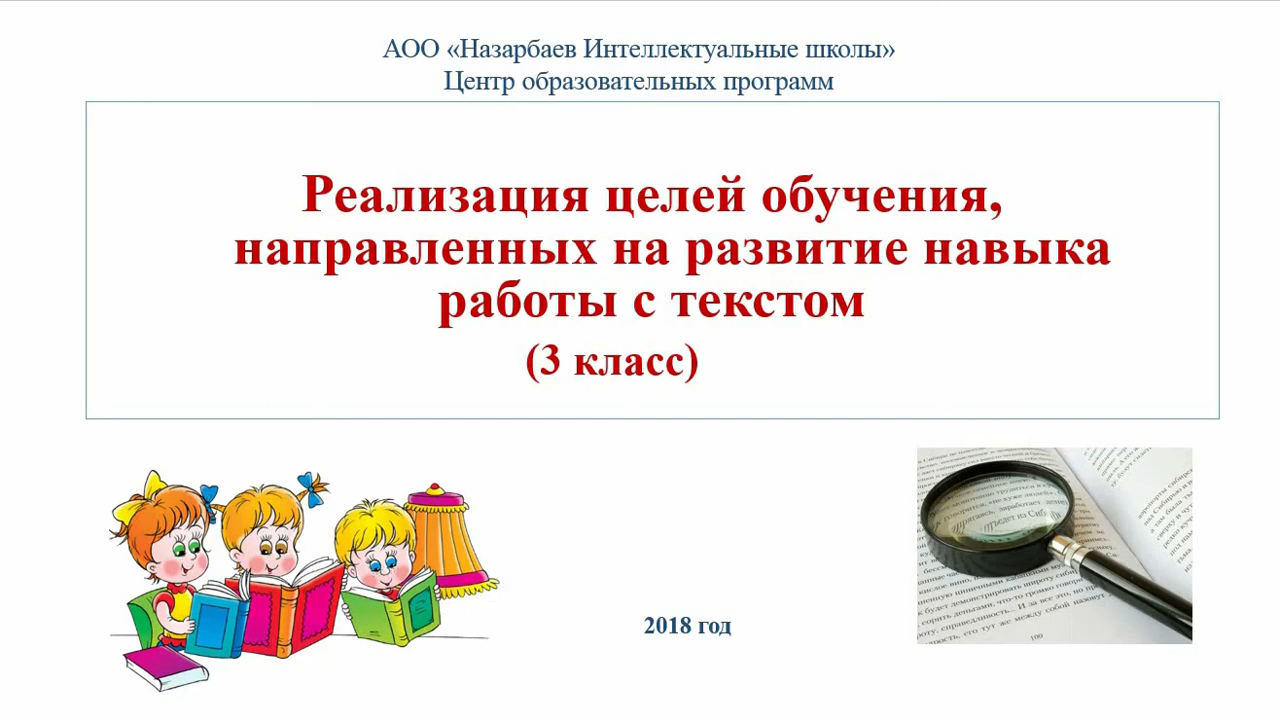 АОО «Назарбаев Интеллектуальные школы»
Центр образовательных программ
Реализация целей обучения,
направленных на развитие навыка
работы с текстом
(3 класс)
2018 год
100